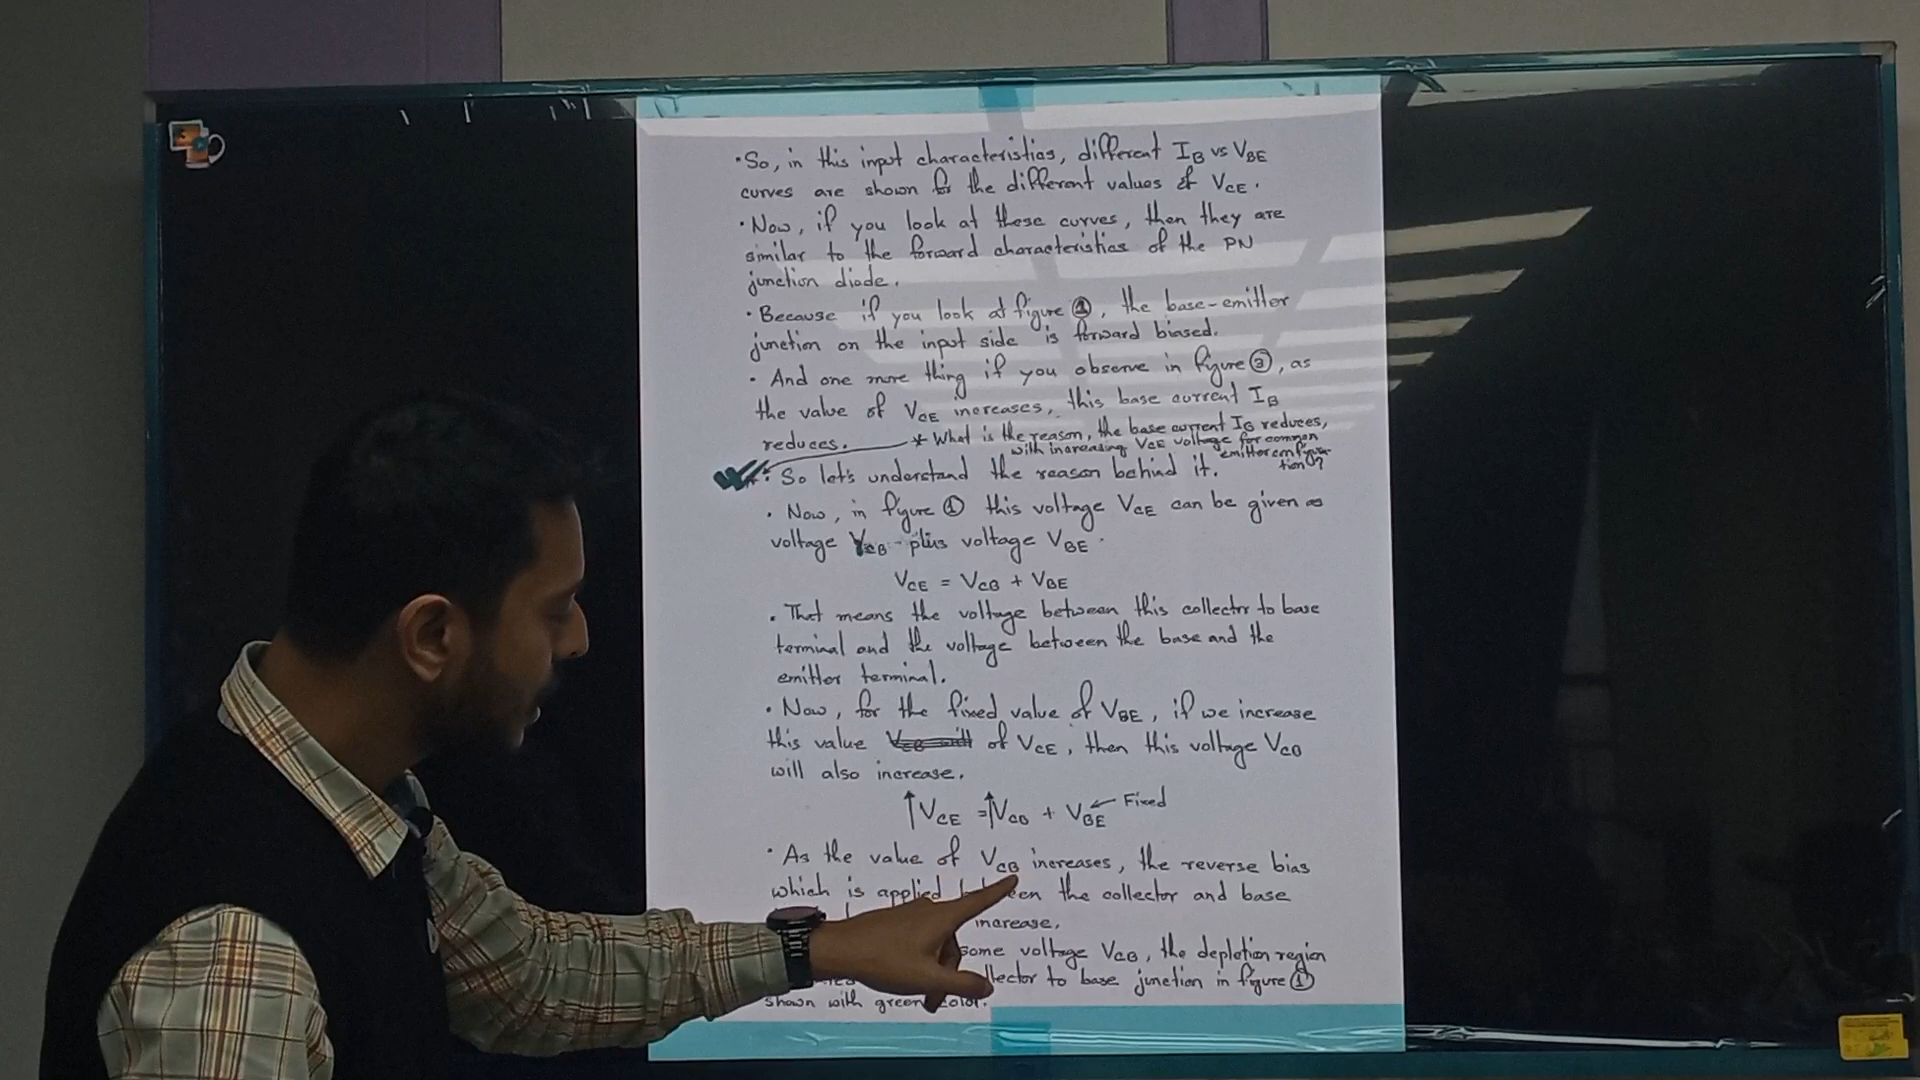 • So, in this input characteristics, different IB vs VBE
curves are shown for the different values of VCE.
• Now, if you look at these curves, then they are
similar to the forward characteristics of the PN
junction diode.
• Because if you look at figure ①, the base-emitter
junction on the input side is forward biased.
• And one more thing if you observe in figure ③, as
the value of VCE increases, this base current IB
reduces.
* What is the reason, the base current IB reduces,
with increasing VCE voltage for common
emitter configura-
tion?
• So let's understand the reason behind it.
• Now, in figure ① this voltage VCE can be given as
voltage VCB plus voltage VBE.
VCE = VCB + VBE
• That means the voltage between this collector to base
terminal and the voltage between the base and the
emitter terminal.
• Now, for the fixed value of VBE, if we increase
this value of VCE, then this voltage VCB
will also increase.
↑VCE = ↑VCB + VBE ← Fixed
• As the value of VCB increases, the reverse bias
which is applied between the collector and base
increase.
some voltage VCB, the depletion region
collector to base junction in figure ①
shown with green color.